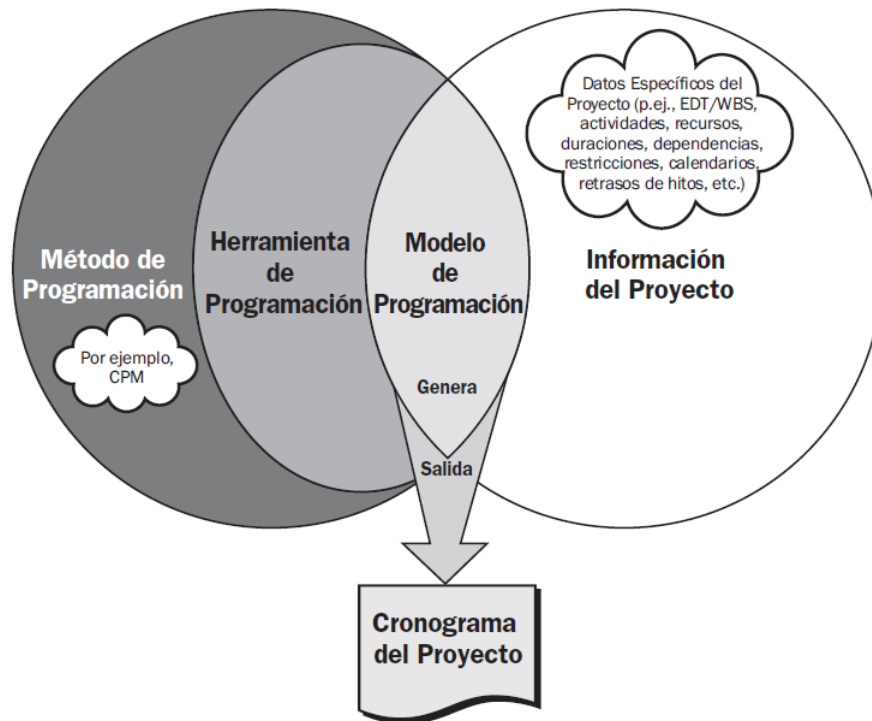 Datos Específicos del
Proyecto (p.ej., EDT/WBS,
actividades, recursos,
duraciones, dependencias,
restricciones, calendarios,
retrasos de hitos, etc.)
Método de
Programación
Herramienta
de
Programación
Modelo
de
Programación
Información
del Proyecto
Por ejemplo,
CPM
Genera
Salida
Cronograma
del Proyecto